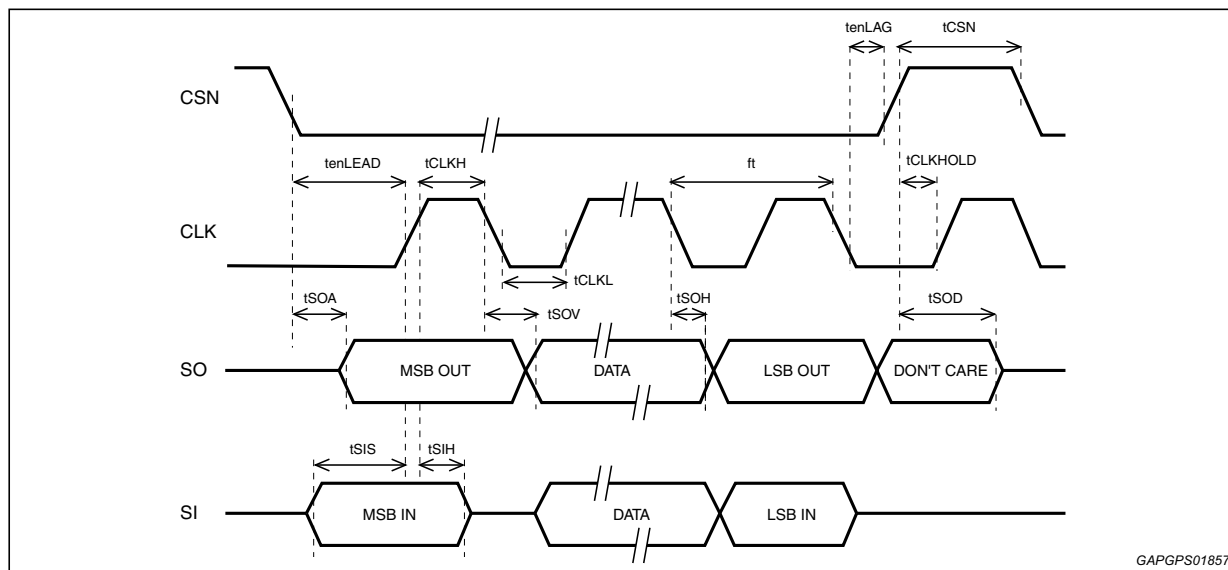 tenLAG tCSN
CSN
tenLEAD tCLKH ft tCLKHOLD
CLK
tCLKL
tSOA tSOV tSOH tSOD
SO MSB OUT DATA LSB OUT DON'T CARE
tSIS tSIH
SI MSB IN DATA LSB IN
GAPGPS01857